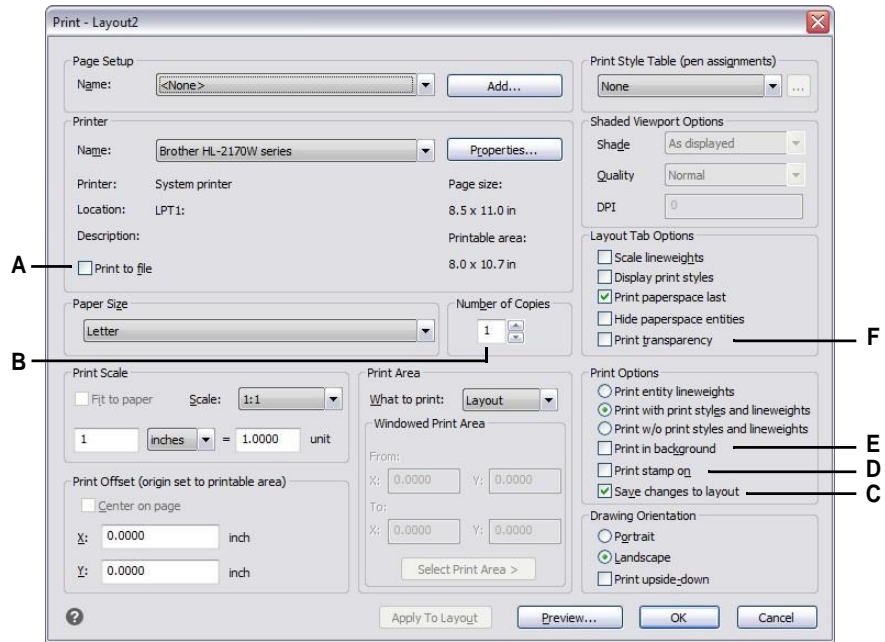 Print - Layout2
Page Setup
Name: <None> Add...
Printer
Name: Brother HL-2170W series Properties...
Printer: System printer Page size:
Location: LPT1: 8.5 x 11.0 in
Description: Printable area:
A Print to file 8.0 x 10.7 in
Paper Size
Letter
Number of Copies
1
B
Print Scale
Fit to paper Scale: 1:1
1 inches = 1.0000 unit
Print Offset (origin set to printable area)
Center on page
X: 0.0000 inch
Y: 0.0000 inch
Print Area
What to print: Layout
Windowed Print Area
From:
X: 0.0000 Y: 0.0000
To:
X: 0.0000 Y: 0.0000
Select Print Area >
Print Style Table (pen assignments)
None ...
Shaded Viewport Options
Shade As displayed
Quality Normal
DPI 0
Layout Tab Options
Scale lineweights
Display print styles
Print paperspace last
Hide paperspace entities
Print transparency F
Print Options
Print entity lineweights
Print with print styles and lineweights
Print w/o print styles and lineweights
Print in background E
Print stamp on D
Save changes to layout C
Drawing Orientation
Portrait
Landscape
Print upside-down
? Apply To Layout Preview... OK Cancel